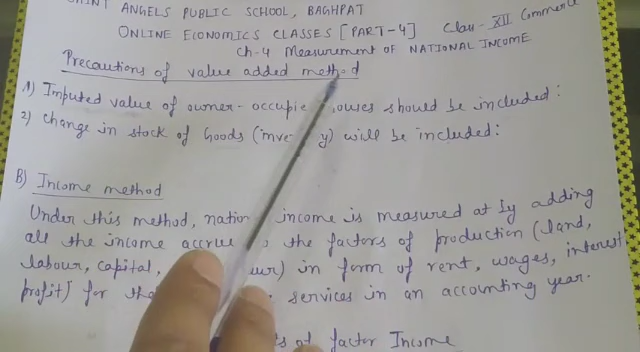 ANGELS PUBLIC SCHOOL, BAGHPAT
ONLINE ECONOMICS CLASSES [PART-4] Class-XII Commerce
Ch-4 Measurement OF NATIONAL INCOME
Precautions of value added method
1) Imputed value of owner-occupied houses should be included:
2) Change in stock of Goods (inventory) will be included:
B) Income method
Under this method, national income is measured at by adding
all the income to the factors of production (land,
labour, capital, in form of rent, wages, interest
profit) for services in an accounting year.
of factor Income